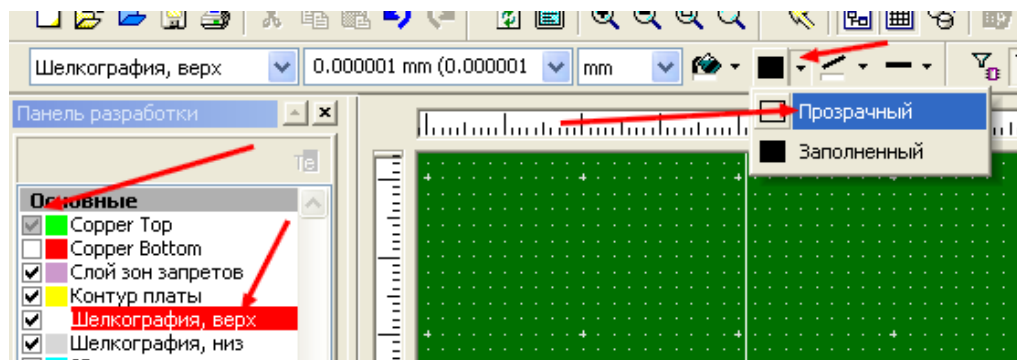 Шелкография, верх 0.000001 mm (0.000001 mm
Прозрачный
Заполненный
Панель разработки
Te
Основные
Copper Top
Copper Bottom
Слой зон запретов
Контур платы
Шелкография, верх
Шелкография, низ